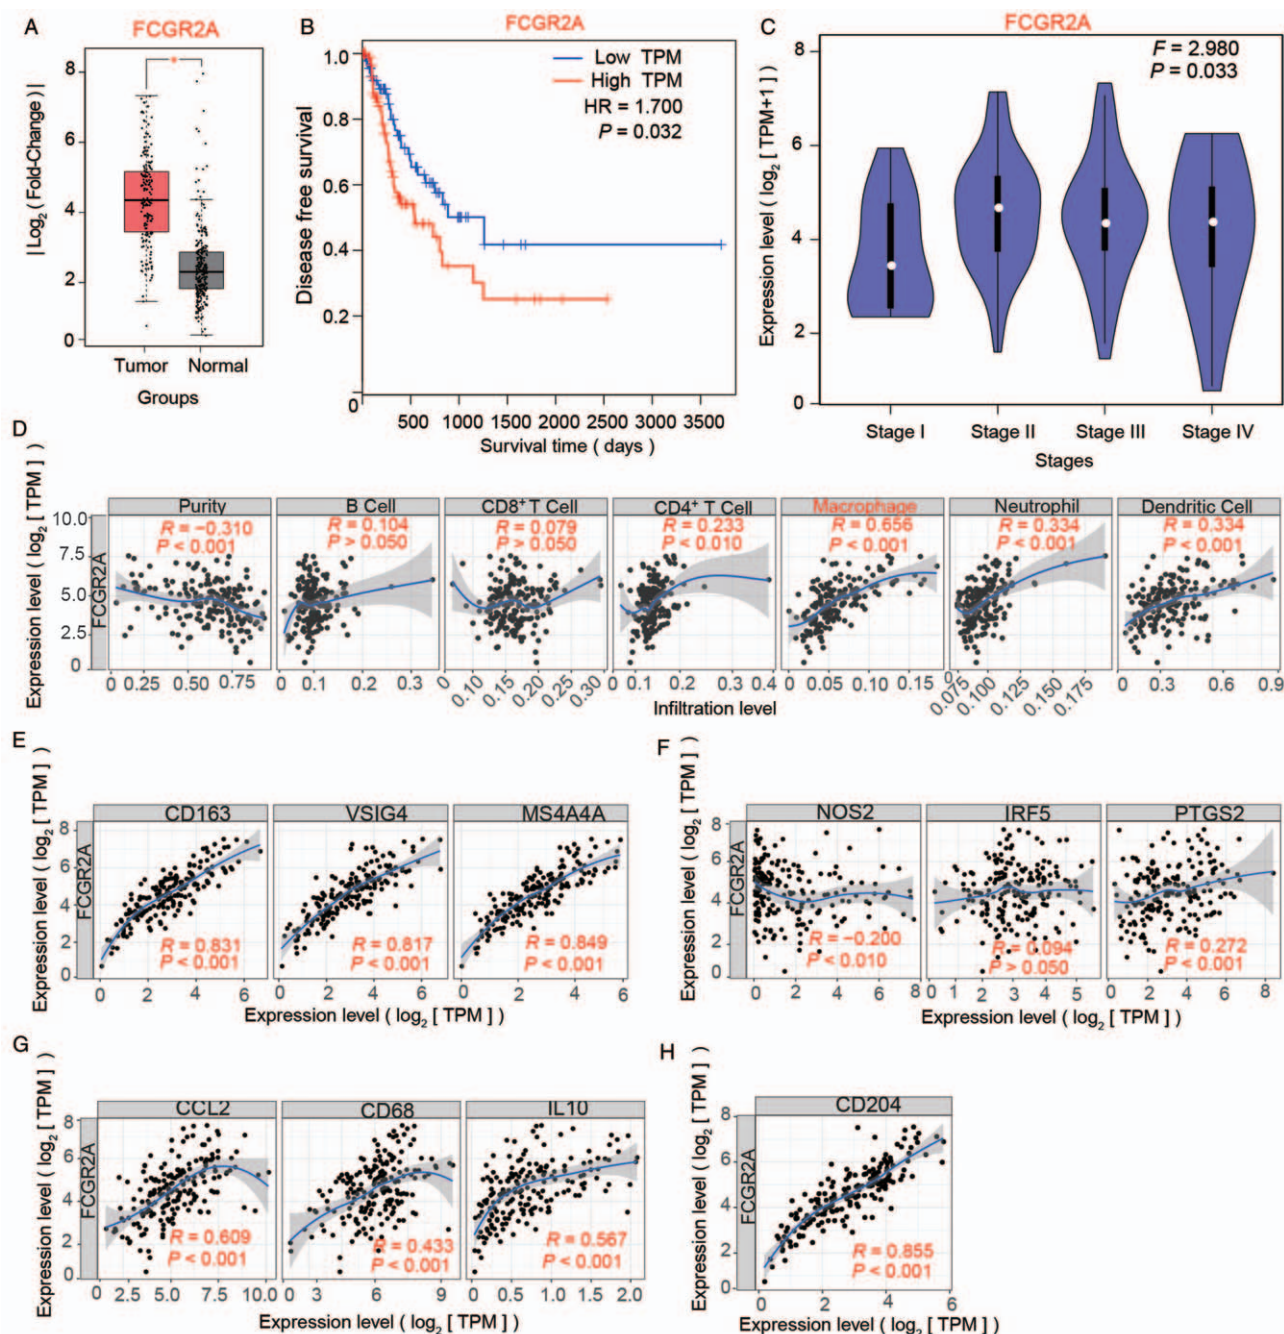 A
FCGR2A
| Log2 ( Fold-Change ) |
8
6
4
2
0
*
Tumor Normal
Groups
B
FCGR2A
Disease free survival
1.0
0.8
0.6
0.4
0.2
0
Low TPM
High TPM
HR = 1.700
P = 0.032
500 1000 1500 2000 2500 3000 3500
Survival time ( days )
C
FCGR2A
Expression level ( log2 [ TPM+1 ] )
8
6
4
2
0
F = 2.980
P = 0.033
Stage I Stage II Stage III Stage IV
Stages
D
Expression level ( log2 [ TPM ] )
FCGR2A
10.0
7.5
5.0
2.5
0
Purity
R = −0.310
P < 0.001
0.25 0.50 0.75
B Cell
R = 0.104
P > 0.050
0 0.1 0.2 0.3
CD8+ T Cell
R = 0.079
P > 0.050
0 0.10 0.15 0.20 0.25 0.30
CD4+ T Cell
R = 0.233
P < 0.010
0 0.1 0.2 0.3 0.4
Macrophage
R = 0.656
P < 0.001
0 0.05 0.10 0.15
Neutrophil
R = 0.334
P < 0.001
0 0.075 0.100 0.125 0.150 0.175
Dendritic Cell
R = 0.334
P < 0.001
0 0.3 0.6 0.9
Infiltration level
E
Expression level ( log2 [ TPM ] )
FCGR2A
8
6
4
2
0
CD163
R = 0.831
P < 0.001
0 2 4 6
VSIG4
R = 0.817
P < 0.001
0 2 4 6
MS4A4A
R = 0.849
P < 0.001
0 2 4 6
Expression level ( log2 [ TPM ] )
F
Expression level ( log2 [ TPM ] )
FCGR2A
8
6
4
2
0
NOS2
R = −0.200
P < 0.010
0 2 4 6 8
IRF5
R = 0.094
P > 0.050
0 1 2 3 4 5
PTGS2
R = 0.272
P < 0.001
0 2 4 6 8
Expression level ( log2 [ TPM ] )
G
Expression level ( log2 [ TPM ] )
FCGR2A
8
6
4
2
0
CCL2
R = 0.609
P < 0.001
0 2.5 5.0 7.5 10.0
CD68
R = 0.433
P < 0.001
0 3 6 9
IL10
R = 0.567
P < 0.001
0 0.5 1.0 1.5 2.0
Expression level ( log2 [ TPM ] )
H
Expression level ( log2 [ TPM ] )
FCGR2A
8
6
4
2
0
CD204
R = 0.855
P < 0.001
0 2 4 6
Expression level ( log2 [ TPM ] )